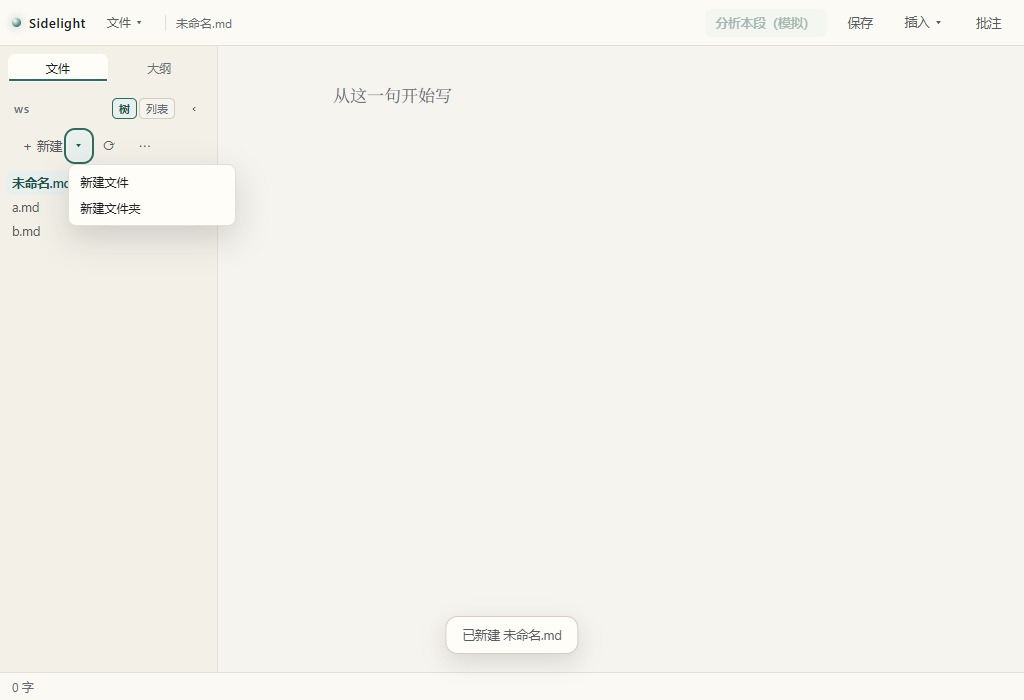 Sidelight 文件 未命名.md 分析本段（模拟） 保存 插入 批注
文件 大纲
从这一句开始写
ws 树 列表
+ 新建 ...
未命名.md
新建文件
a.md
新建文件夹
b.md
已新建 未命名.md
0 字